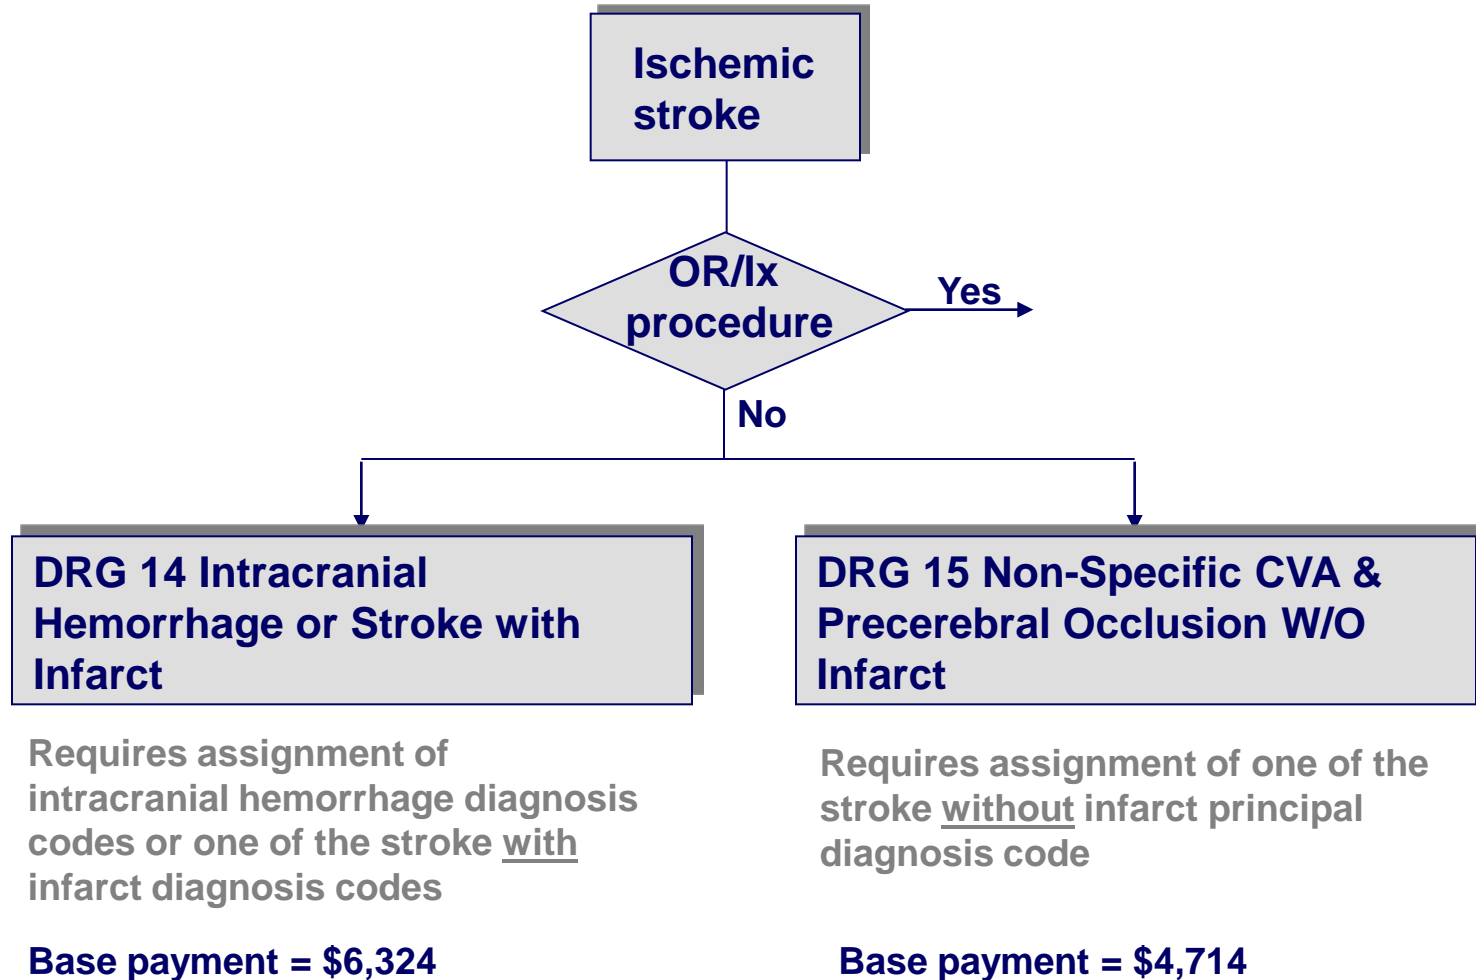 Ischemic
stroke
OR/Ix
procedure
Yes
No
DRG 14 Intracranial
Hemorrhage or Stroke with
Infarct
DRG 15 Non-Specific CVA &
Precerebral Occlusion W/O
Infarct
Requires assignment of
intracranial hemorrhage diagnosis
codes or one of the stroke with
infarct diagnosis codes
Requires assignment of one of the
stroke without infarct principal
diagnosis code
Base payment = $6,324
Base payment = $4,714